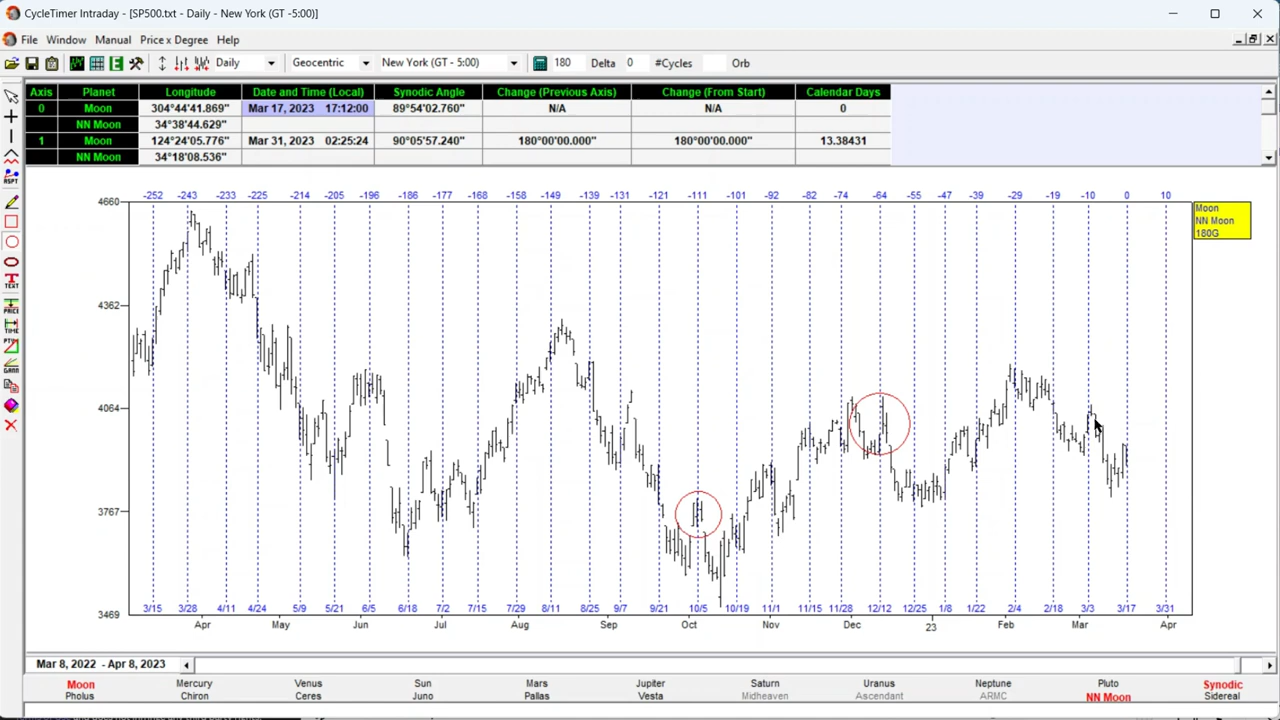 CycleTimer Intraday - [SP500.txt - Daily - New York (GT -5:00)]
File Window Manual Price x Degree Help
Daily Geocentric New York (GT - 5:00) 180 Delta 0 #Cycles Orb
Axis Planet Longitude Date and Time (Local) Synodic Angle Change (Previous Axis) Change (From Start) Calendar Days
0 Moon 304°44'41.869" Mar 17, 2023 17:12:00 89°54'02.760" N/A N/A 0
NN Moon 34°38'44.629"
1 Moon 124°24'05.776" Mar 31, 2023 02:25:24 90°05'57.240" 180°00'00.000" 180°00'00.000" 13.38431
NN Moon 34°18'08.536"
RSPT
TEXT
PRICE
TIME
GANN
-252 -243 -233 -225 -214 -205 -196 -186 -177 -168 -158 -149 -139 -131 -121 -111 -101 -92 -82 -74 -64 -55 -47 -39 -29 -19 -10 0 10
Moon
NN Moon
180G
4660
4362
4064
3767
3469
3/15 3/28 4/11 4/24 5/9 5/21 6/5 6/18 7/2 7/15 7/29 8/11 8/25 9/7 9/21 10/5 10/19 11/1 11/15 11/28 12/12 12/25 1/8 1/22 2/4 2/18 3/3 3/17 3/31
Apr May Jun Jul Aug Sep Oct Nov Dec 23 Feb Mar Apr
Mar 8, 2022 - Apr 8, 2023
Moon Mercury Venus Sun Mars Jupiter Saturn Uranus Neptune Pluto Synodic
Pholus Chiron Ceres Juno Pallas Vesta Midheaven Ascendant ARMC NN Moon Sidereal